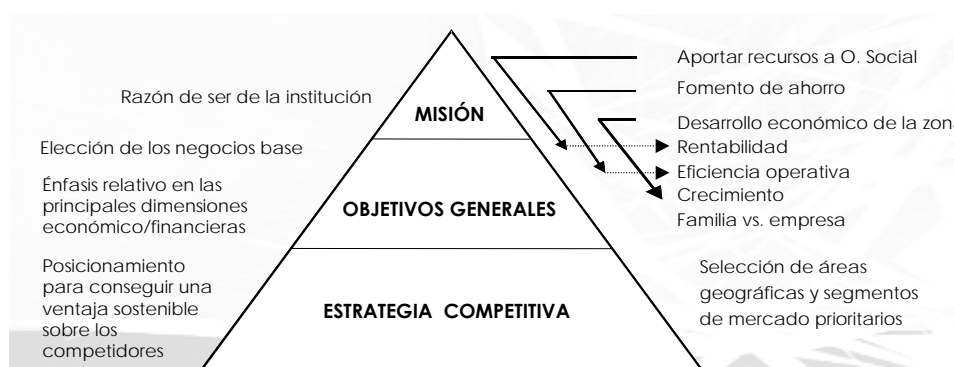 Aportar recursos a O. Social
Fomento de ahorro
Razón de ser de la institución
MISIÓN
Desarrollo económico de la zona
Elección de los negocios base
Rentabilidad
Eficiencia operativa
Crecimiento
Familia vs. empresa
Énfasis relativo en las
principales dimensiones
económico/financieras
OBJETIVOS GENERALES
Posicionamiento
para conseguir una
ventaja sostenible
sobre los
competidores
ESTRATEGIA COMPETITIVA
Selección de áreas
geográficas y segmentos
de mercado prioritarios